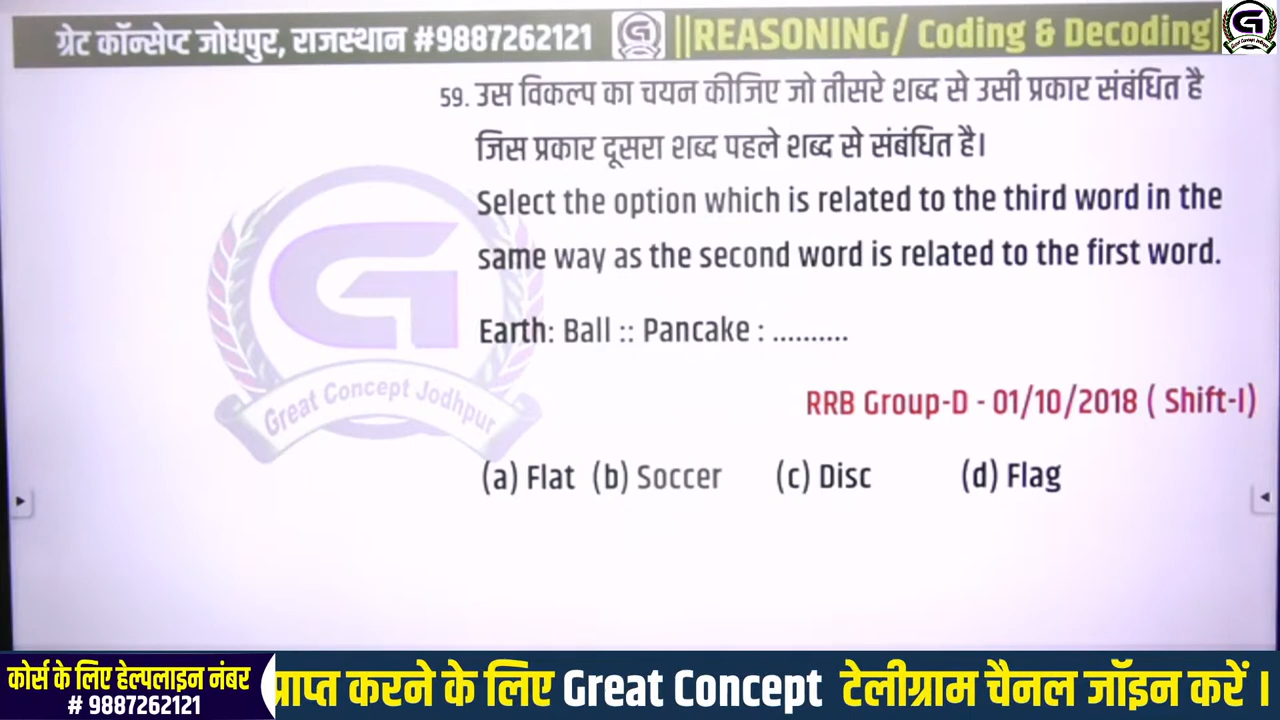 ग्रेट कॉन्सेप्ट जोधपुर, राजस्थान #9887262121 ||REASONING/ Coding & Decoding||
59. उस विकल्प का चयन कीजिए जो तीसरे शब्द से उसी प्रकार संबंधित है
जिस प्रकार दूसरा शब्द पहले शब्द से संबंधित है।
Select the option which is related to the third word in the
same way as the second word is related to the first word.
Earth: Ball :: Pancake : ..........
Great Concept Jodhpur
RRB Group-D - 01/10/2018 ( Shift-I)
(a) Flat (b) Soccer (c) Disc (d) Flag
कोर्स के लिए हेल्पलाइन नंबर
# 9887262121
प्राप्त करने के लिए Great Concept टेलीग्राम चैनल जॉइन करें ।